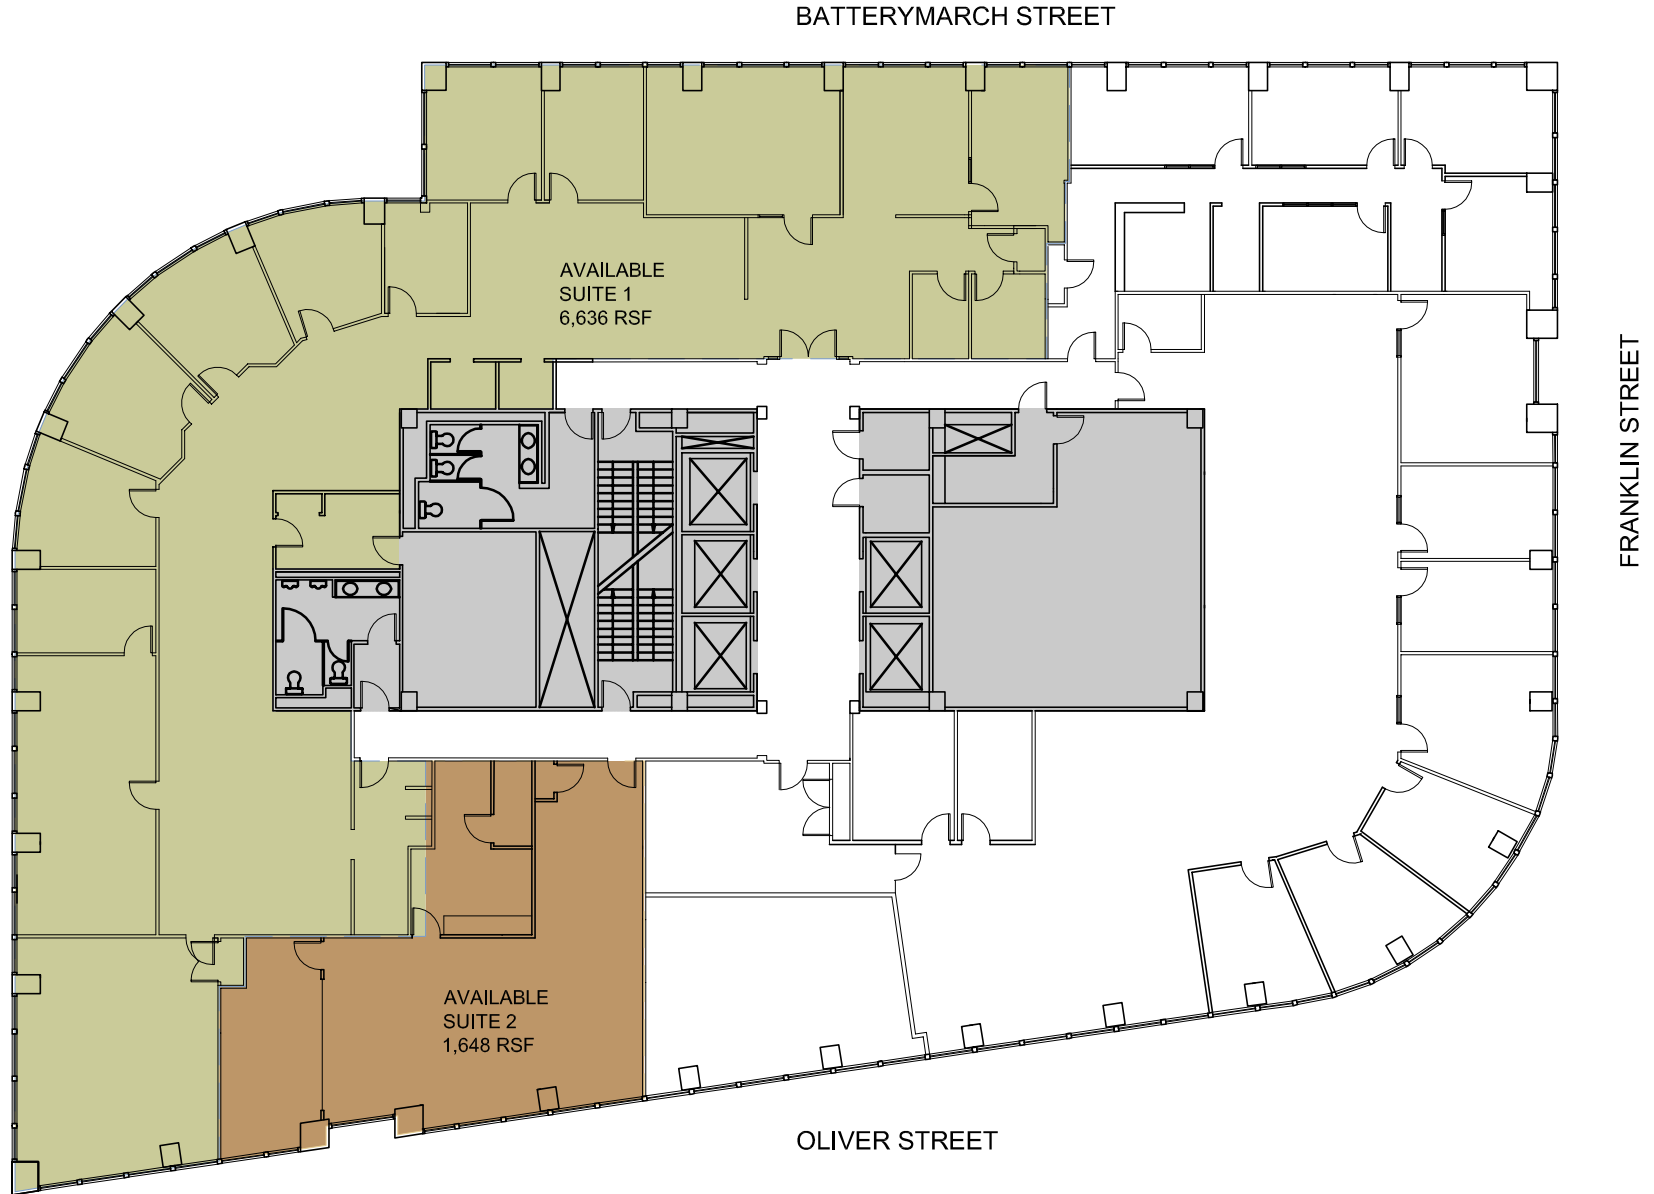 BATTERYMARCH STREET
AVAILABLE
SUITE 1
6,636 RSF
FRANKLIN STREET
AVAILABLE
SUITE 2
1,648 RSF
OLIVER STREET